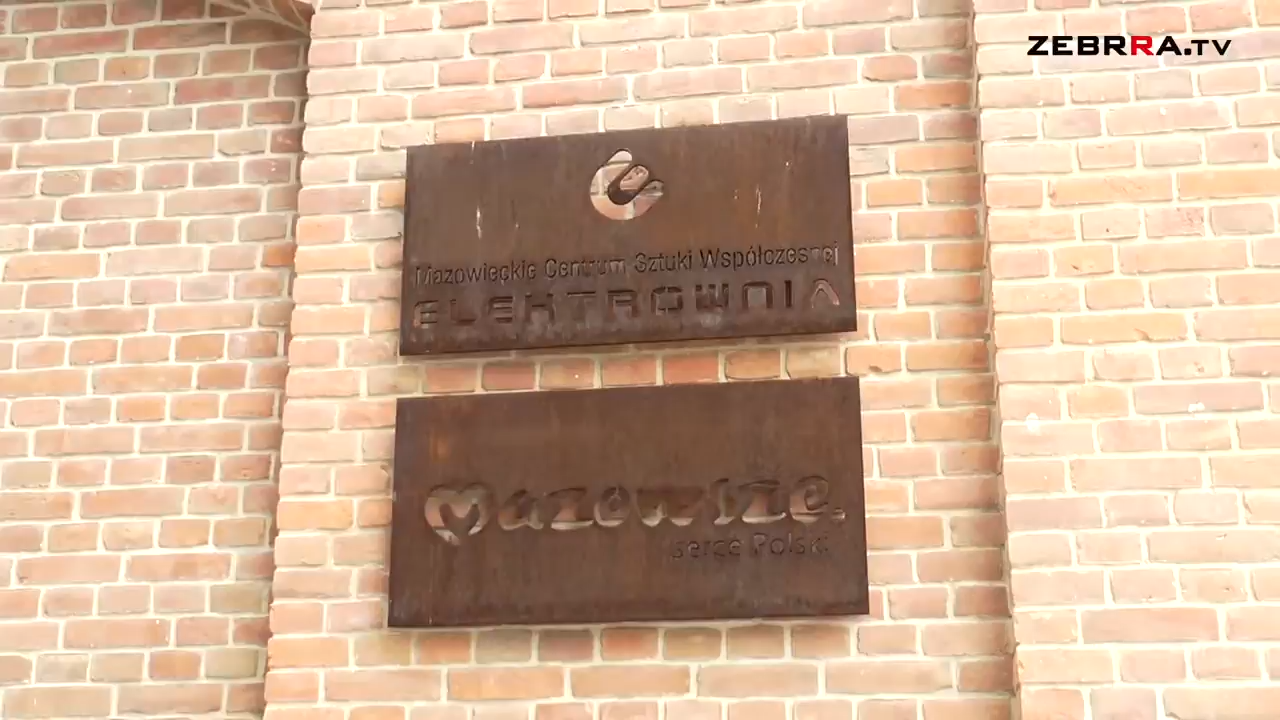 ZEBRRA.TV
Mazowieckie Centrum Sztuki Współczesnej
ELEKTROWNIA
Mazowsze.
serce Polski